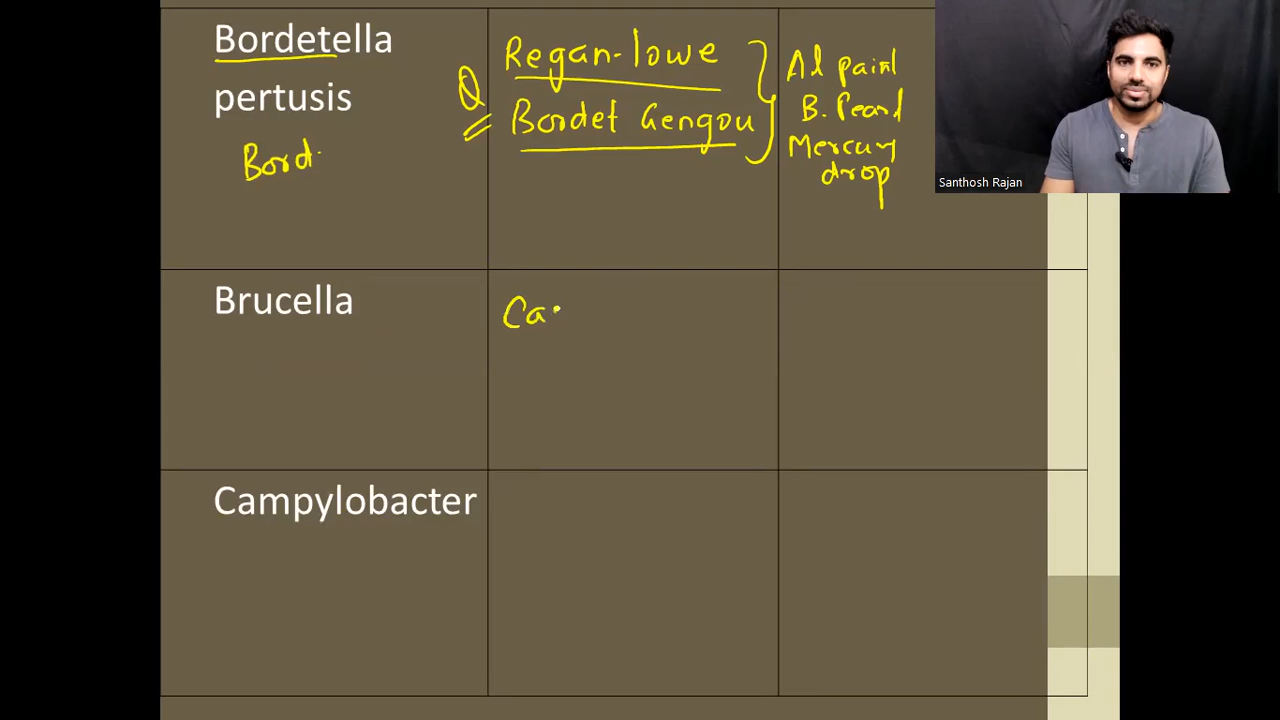 Bordetella
pertusis
Bord
Q
Regan-lowe
Bordet Gengou
Al paint
B. Pearl
Mercury
drop
Santhosh Rajan
Brucella
Ca
Campylobacter